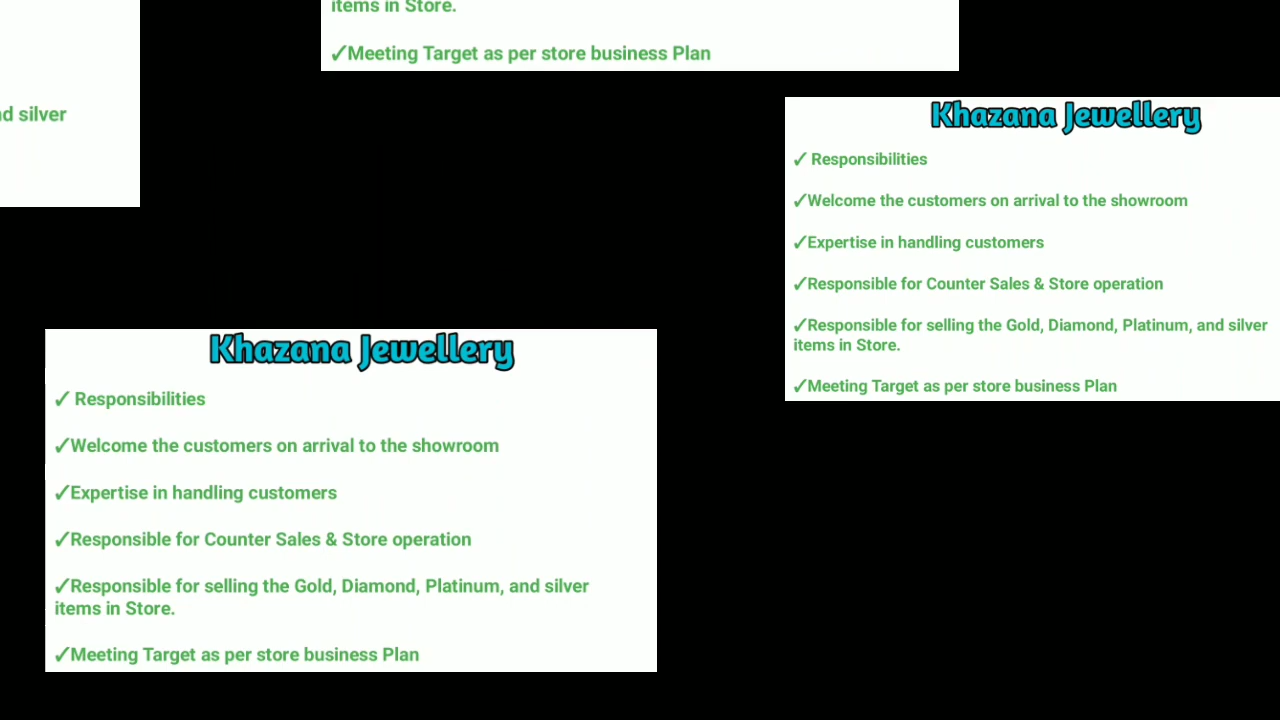 items in Store.
✓Meeting Target as per store business Plan
nd silver
Khazana Jewellery
✓ Responsibilities
✓Welcome the customers on arrival to the showroom
✓Expertise in handling customers
✓Responsible for Counter Sales & Store operation
✓Responsible for selling the Gold, Diamond, Platinum, and silver
items in Store.
✓Meeting Target as per store business Plan
Khazana Jewellery
✓ Responsibilities
✓Welcome the customers on arrival to the showroom
✓Expertise in handling customers
✓Responsible for Counter Sales & Store operation
✓Responsible for selling the Gold, Diamond, Platinum, and silver
items in Store.
✓Meeting Target as per store business Plan